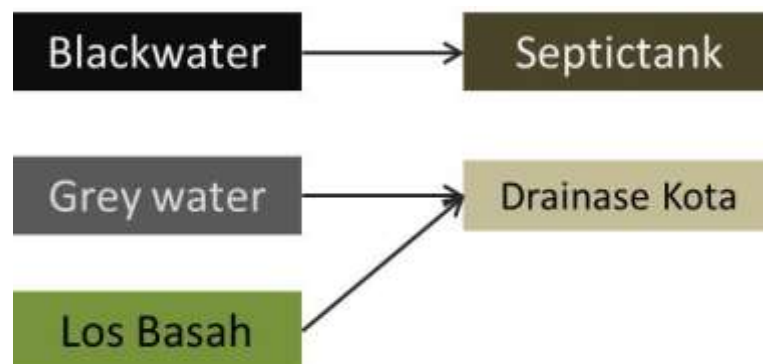 Blackwater
Septictank
Grey water
Drainase Kota
Los Basah